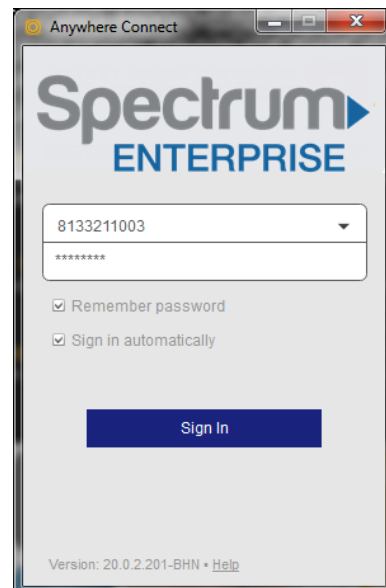 Anywhere Connect
Spectrum
ENTERPRISE
8133211003
********
Remember password
Sign in automatically
Sign In
Version: 20.0.2.201-BHN • Help